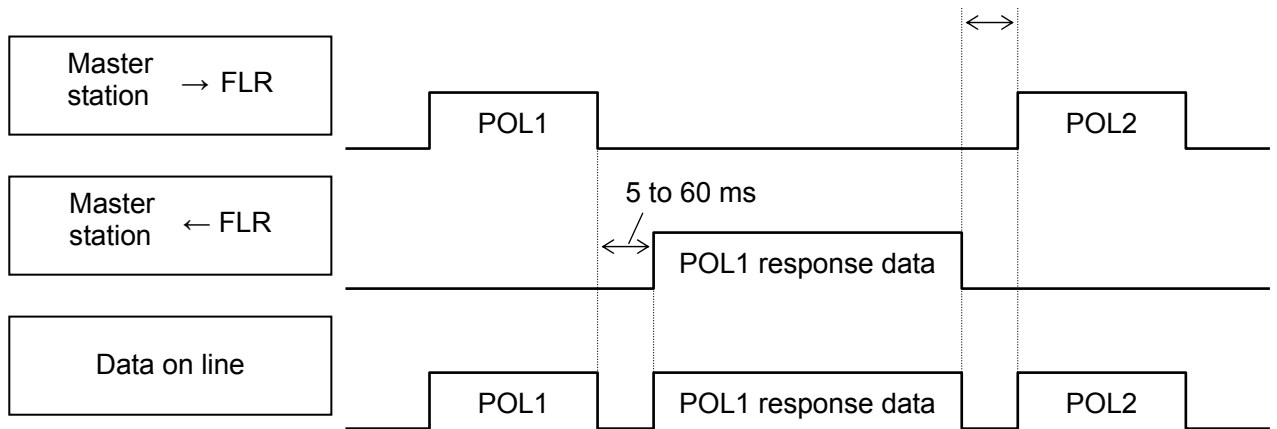 Master
station → FLR
POL1
POL2
Master
station ← FLR
5 to 60 ms
POL1 response data
Data on line
POL1
POL1 response data
POL2